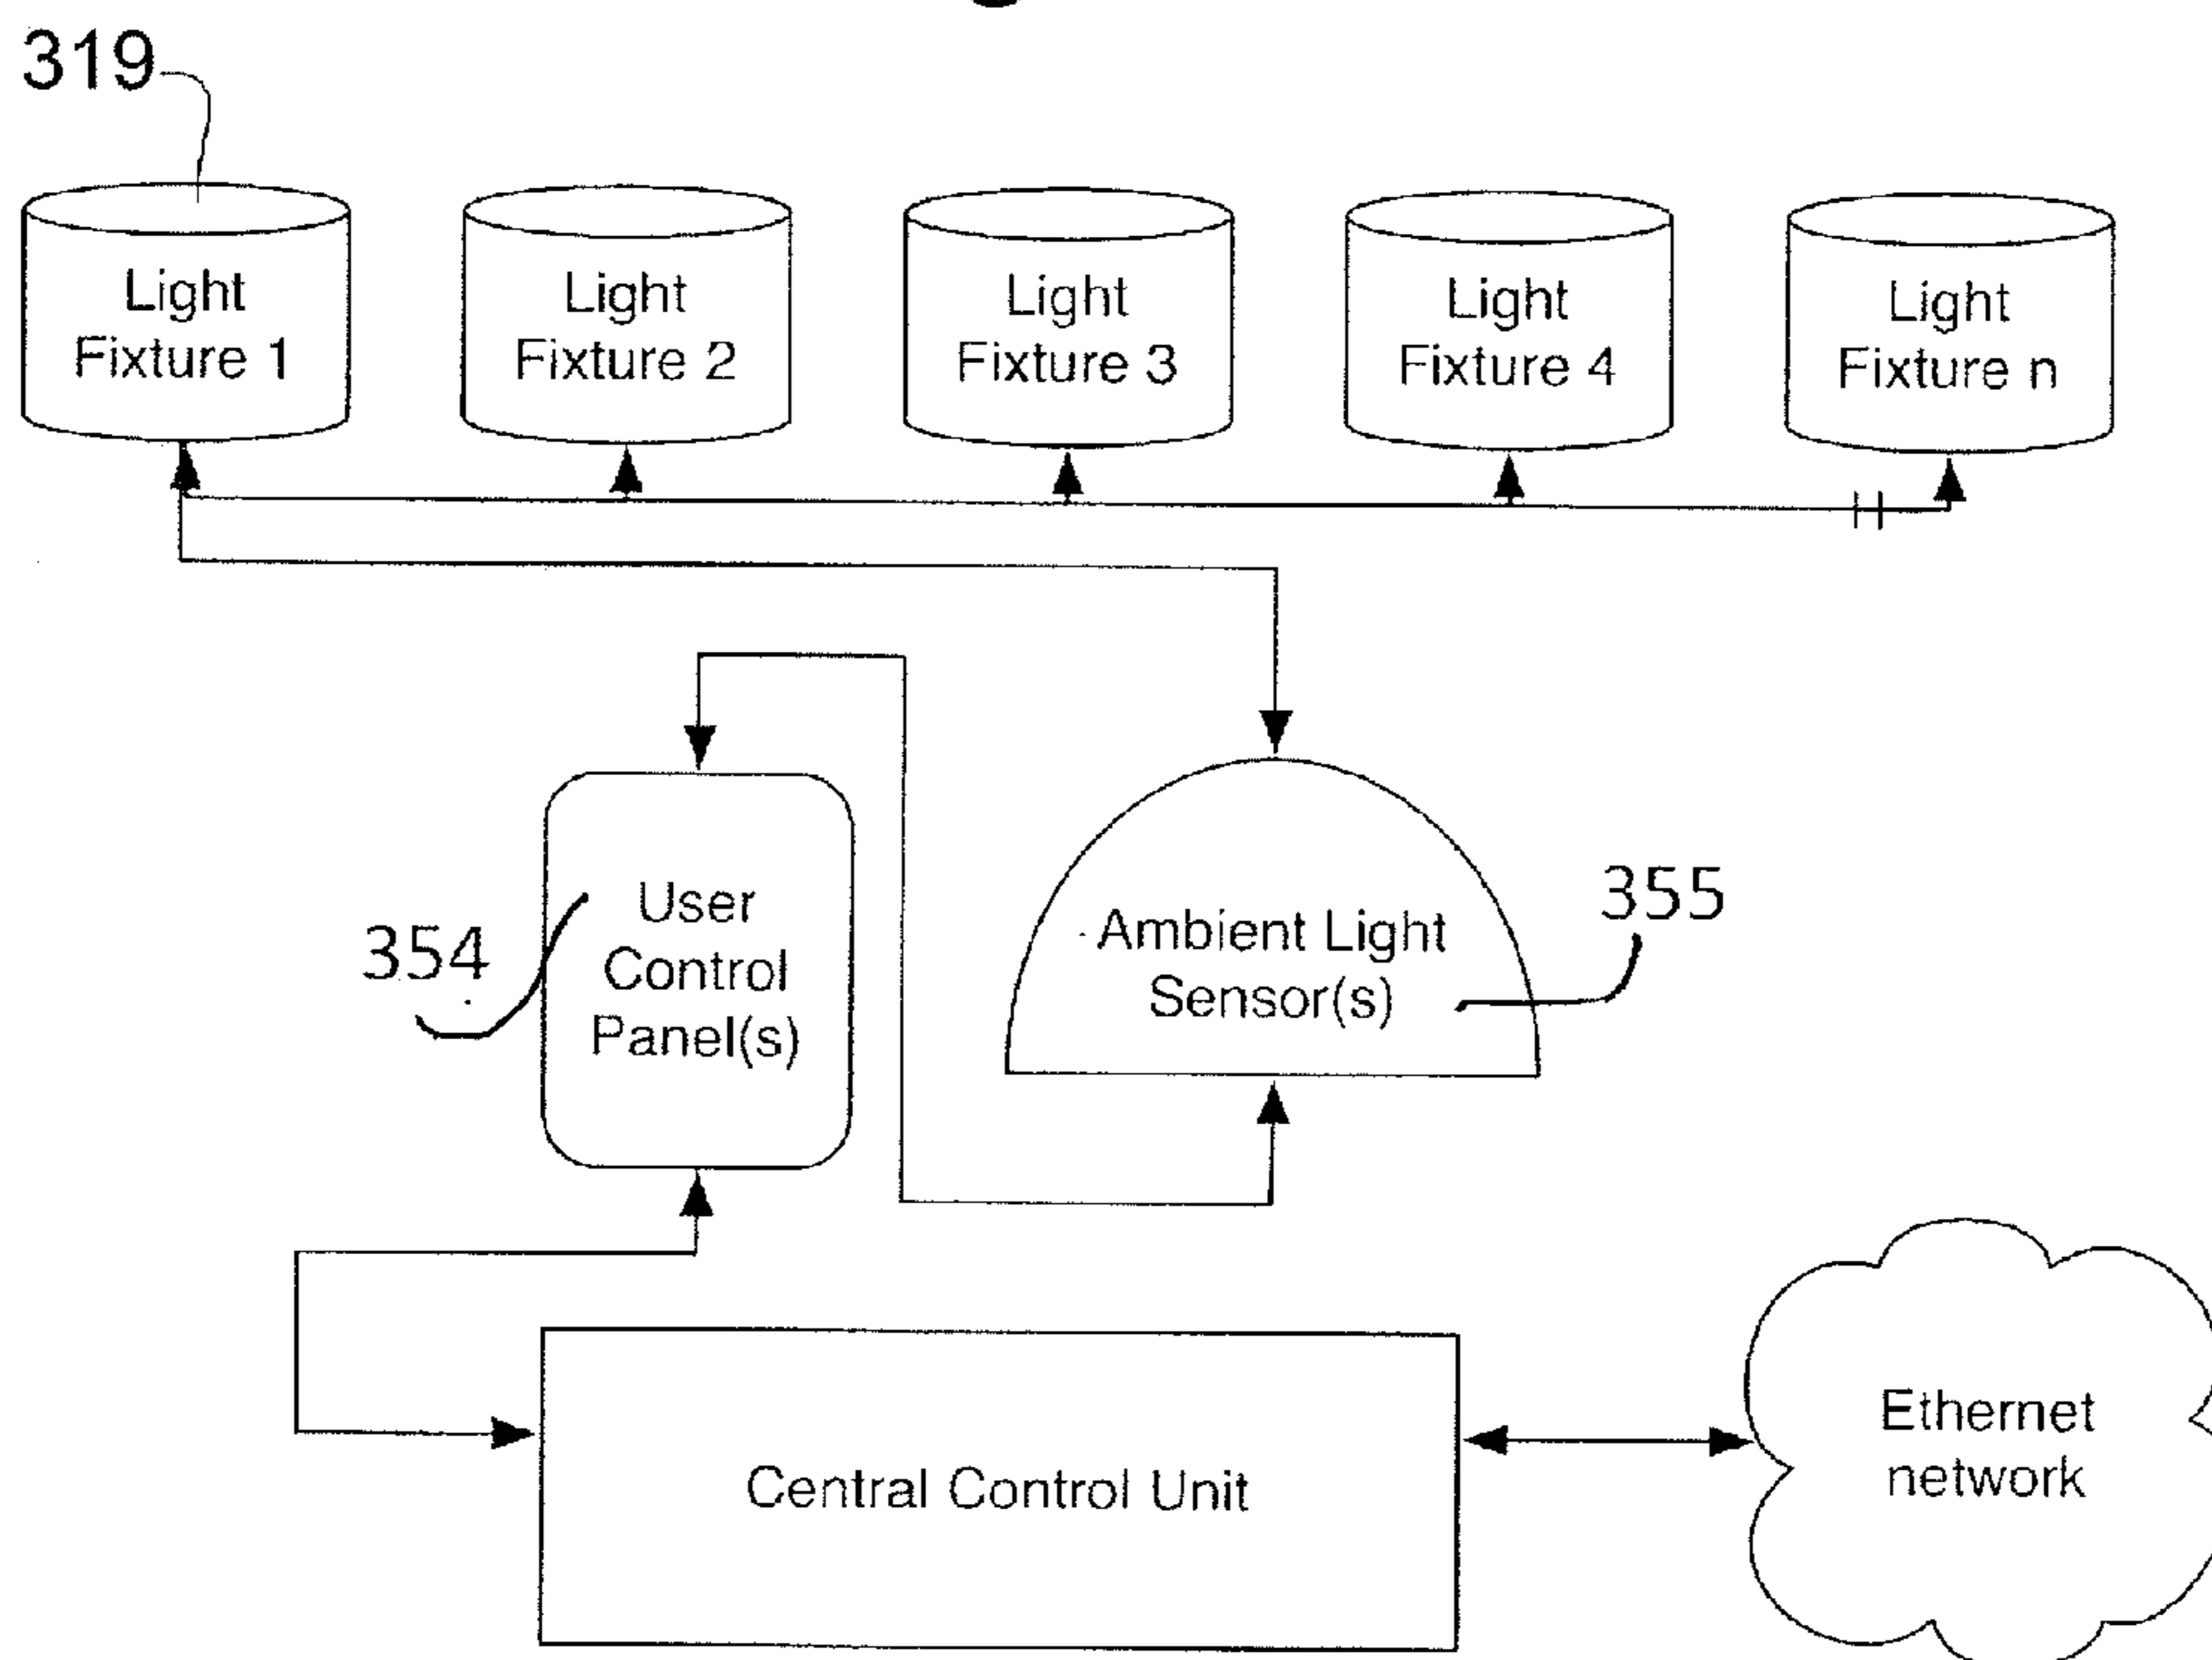 319
Light
Fixture 1
Light
Fixture 2
Light
Fixture 3
Light
Fixture 4
Light
Fixture n
User
Control
Panel(s)
354
Ambient Light
Sensor(s)
355
Central Control Unit
Ethernet
network